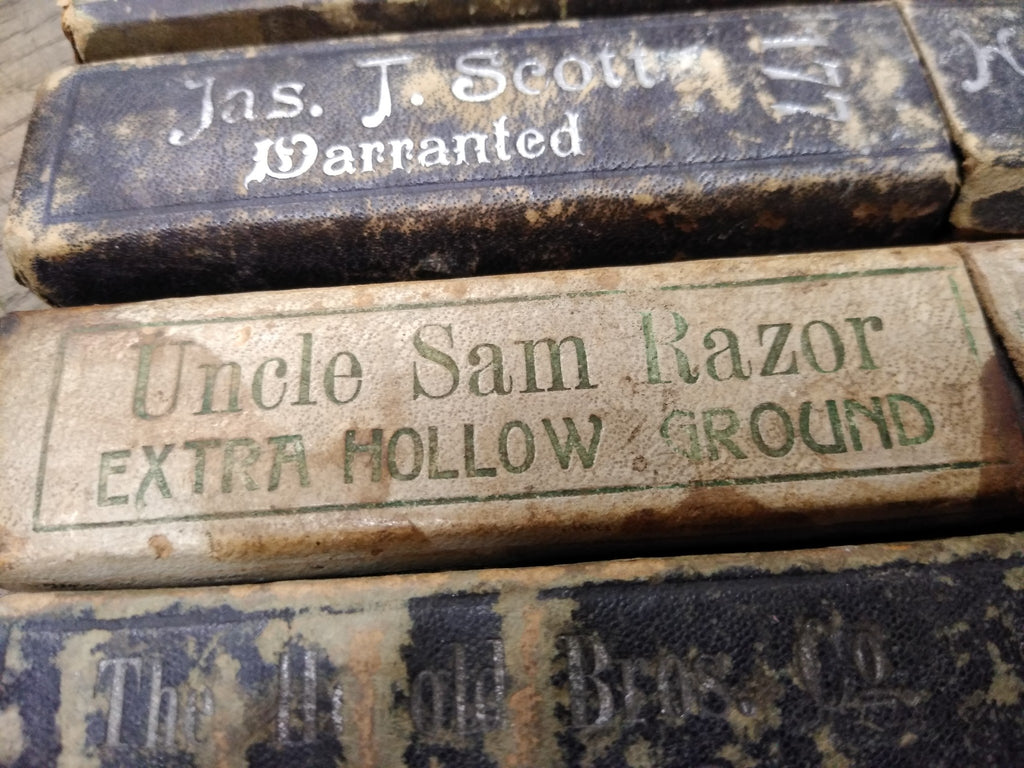 Jas. T. Scott
Warranted
Uncle Sam Razor
EXTRA HOLLOW GROUND
The Bros. Co.